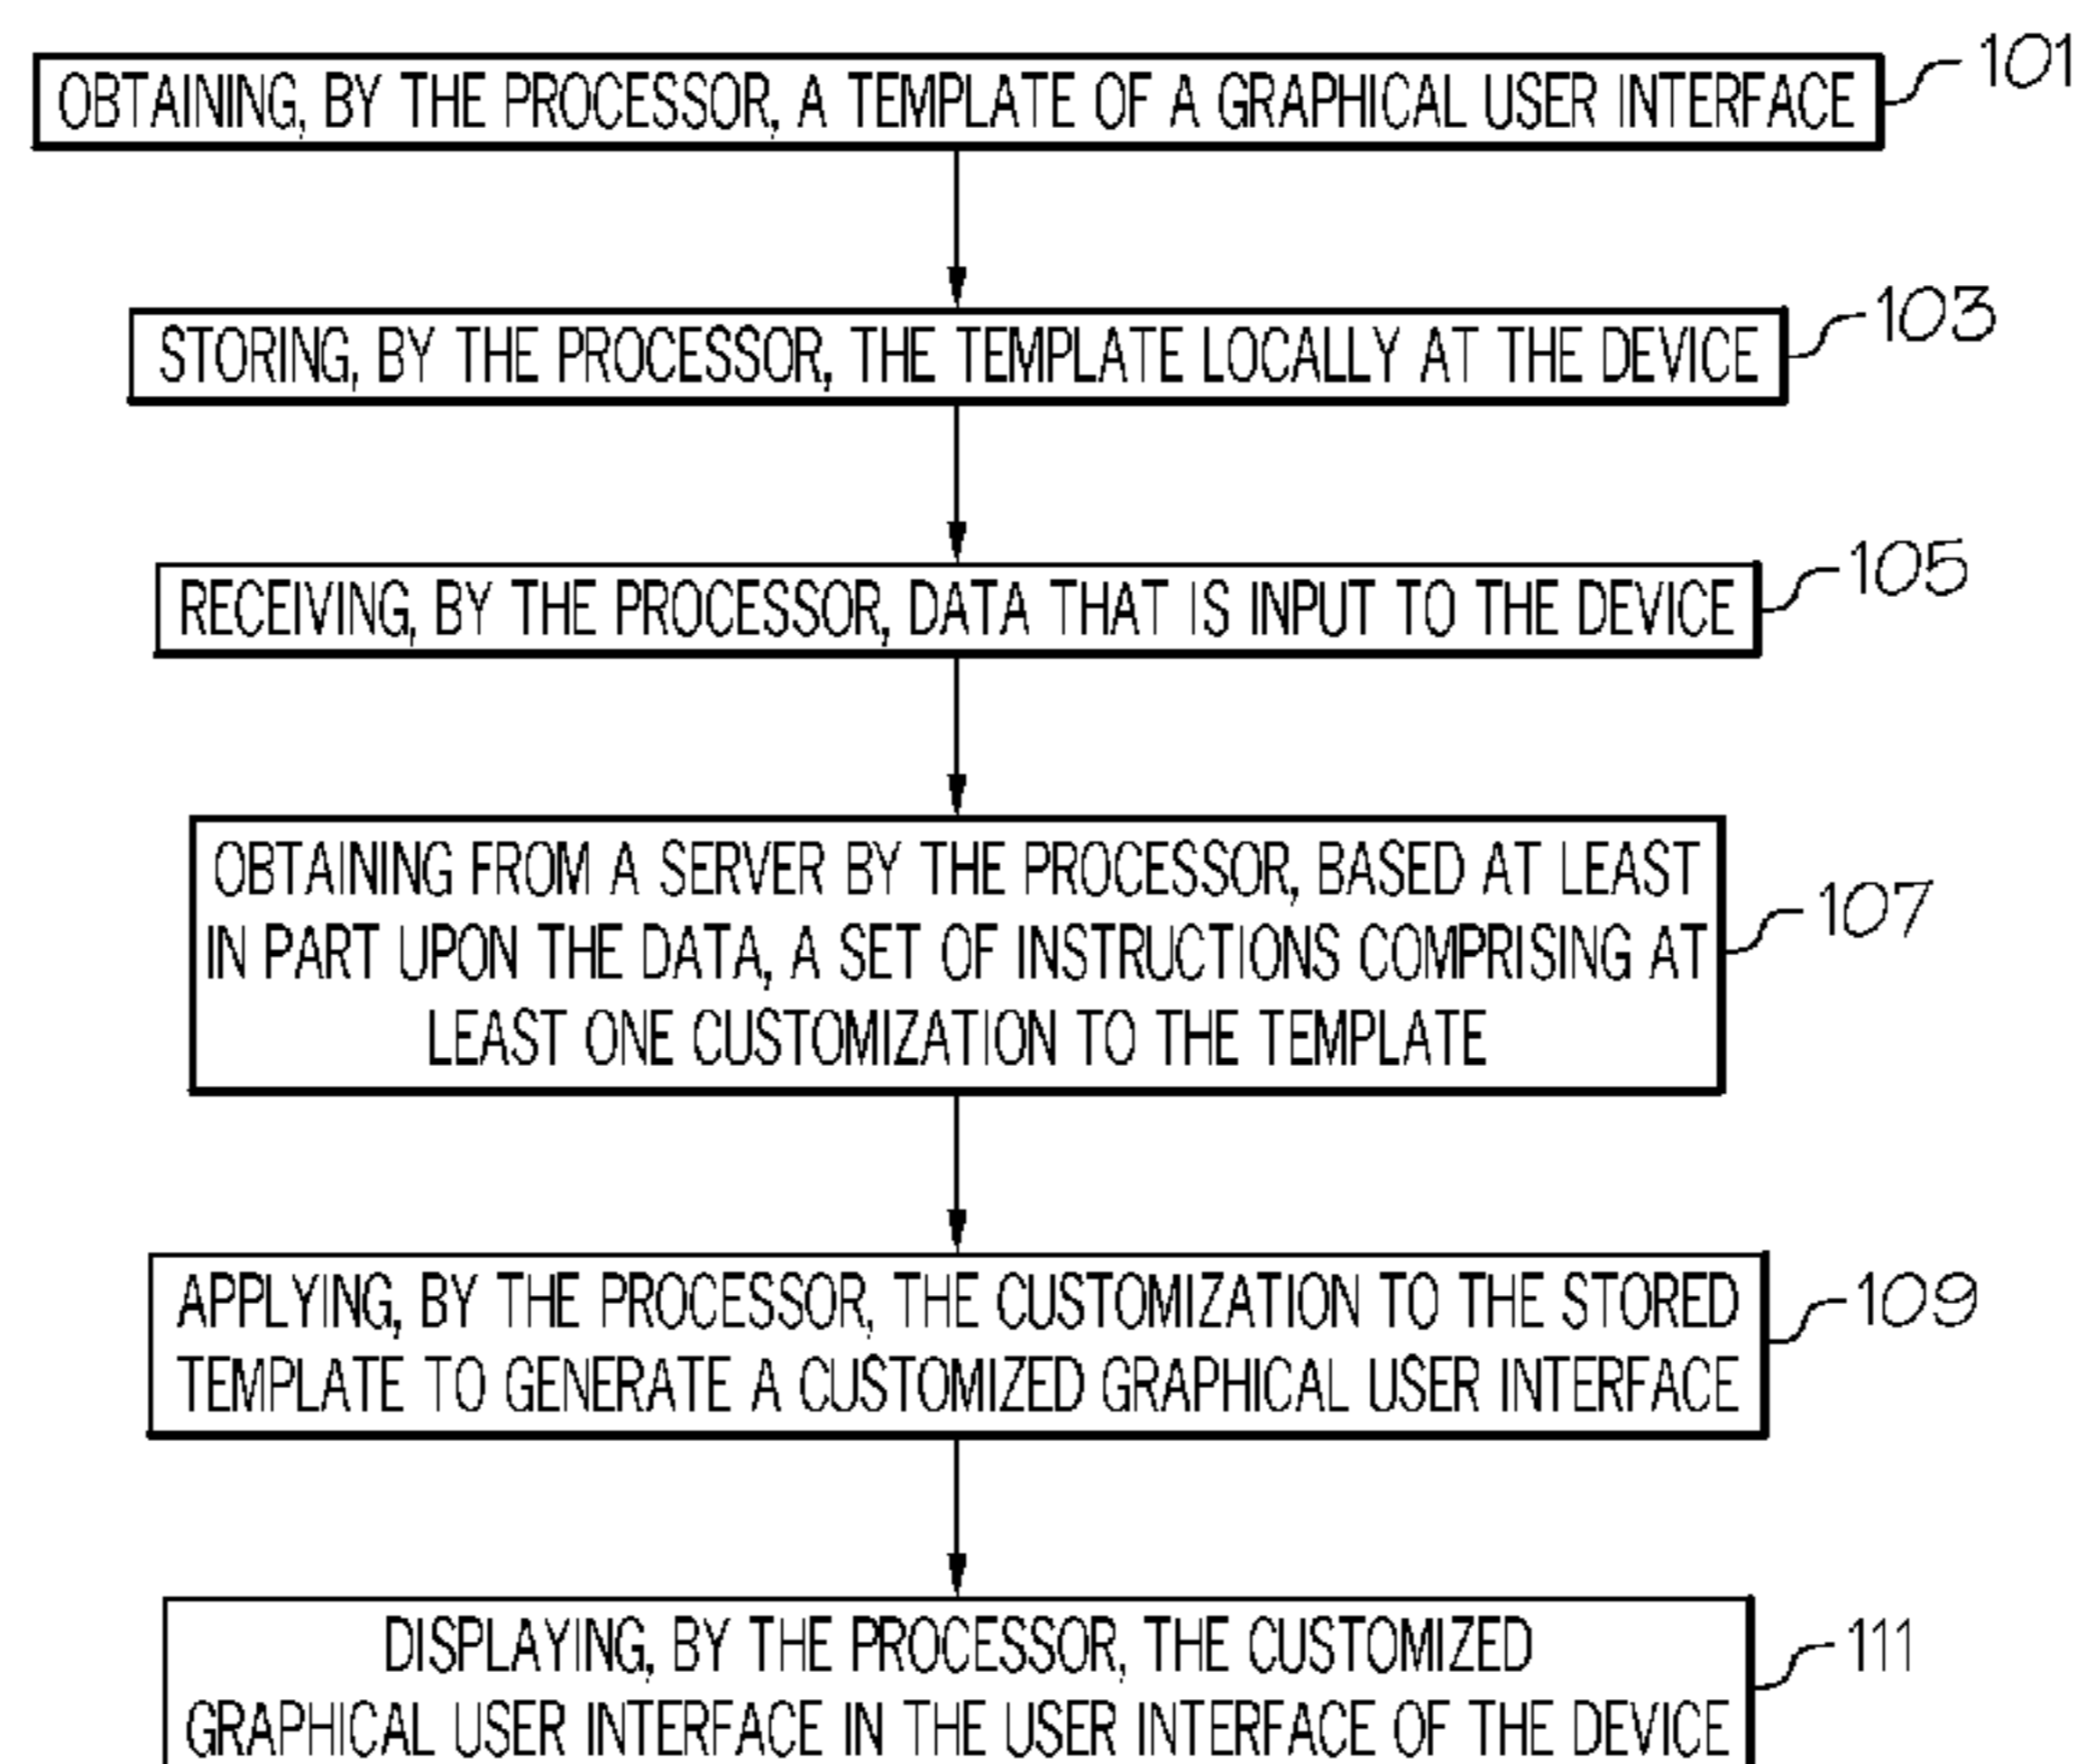 OBTAINING, BY THE PROCESSOR, A TEMPLATE OF A GRAPHICAL USER INTERFACE
101
STORING, BY THE PROCESSOR, THE TEMPLATE LOCALLY AT THE DEVICE
103
RECEIVING, BY THE PROCESSOR, DATA THAT IS INPUT TO THE DEVICE
105
OBTAINING FROM A SERVER BY THE PROCESSOR, BASED AT LEAST
IN PART UPON THE DATA, A SET OF INSTRUCTIONS COMPRISING AT
LEAST ONE CUSTOMIZATION TO THE TEMPLATE
107
APPLYING, BY THE PROCESSOR, THE CUSTOMIZATION TO THE STORED
TEMPLATE TO GENERATE A CUSTOMIZED GRAPHICAL USER INTERFACE
109
DISPLAYING, BY THE PROCESSOR, THE CUSTOMIZED
GRAPHICAL USER INTERFACE IN THE USER INTERFACE OF THE DEVICE
111